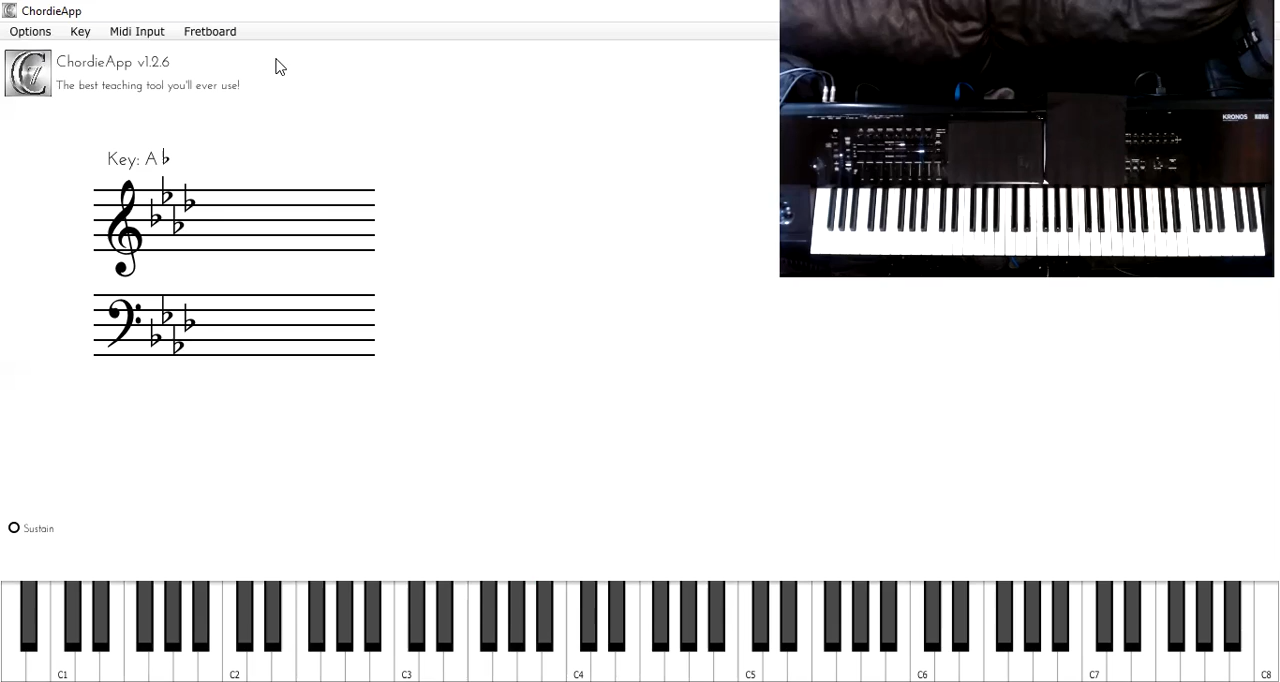 ChordieApp
Options Key Midi Input Fretboard
ChordieApp v1.2.6
The best teaching tool you'll ever use!
Key: A♭
KRONOS KORG
Sustain
C1 C2 C3 C4 C5 C6 C7 C8